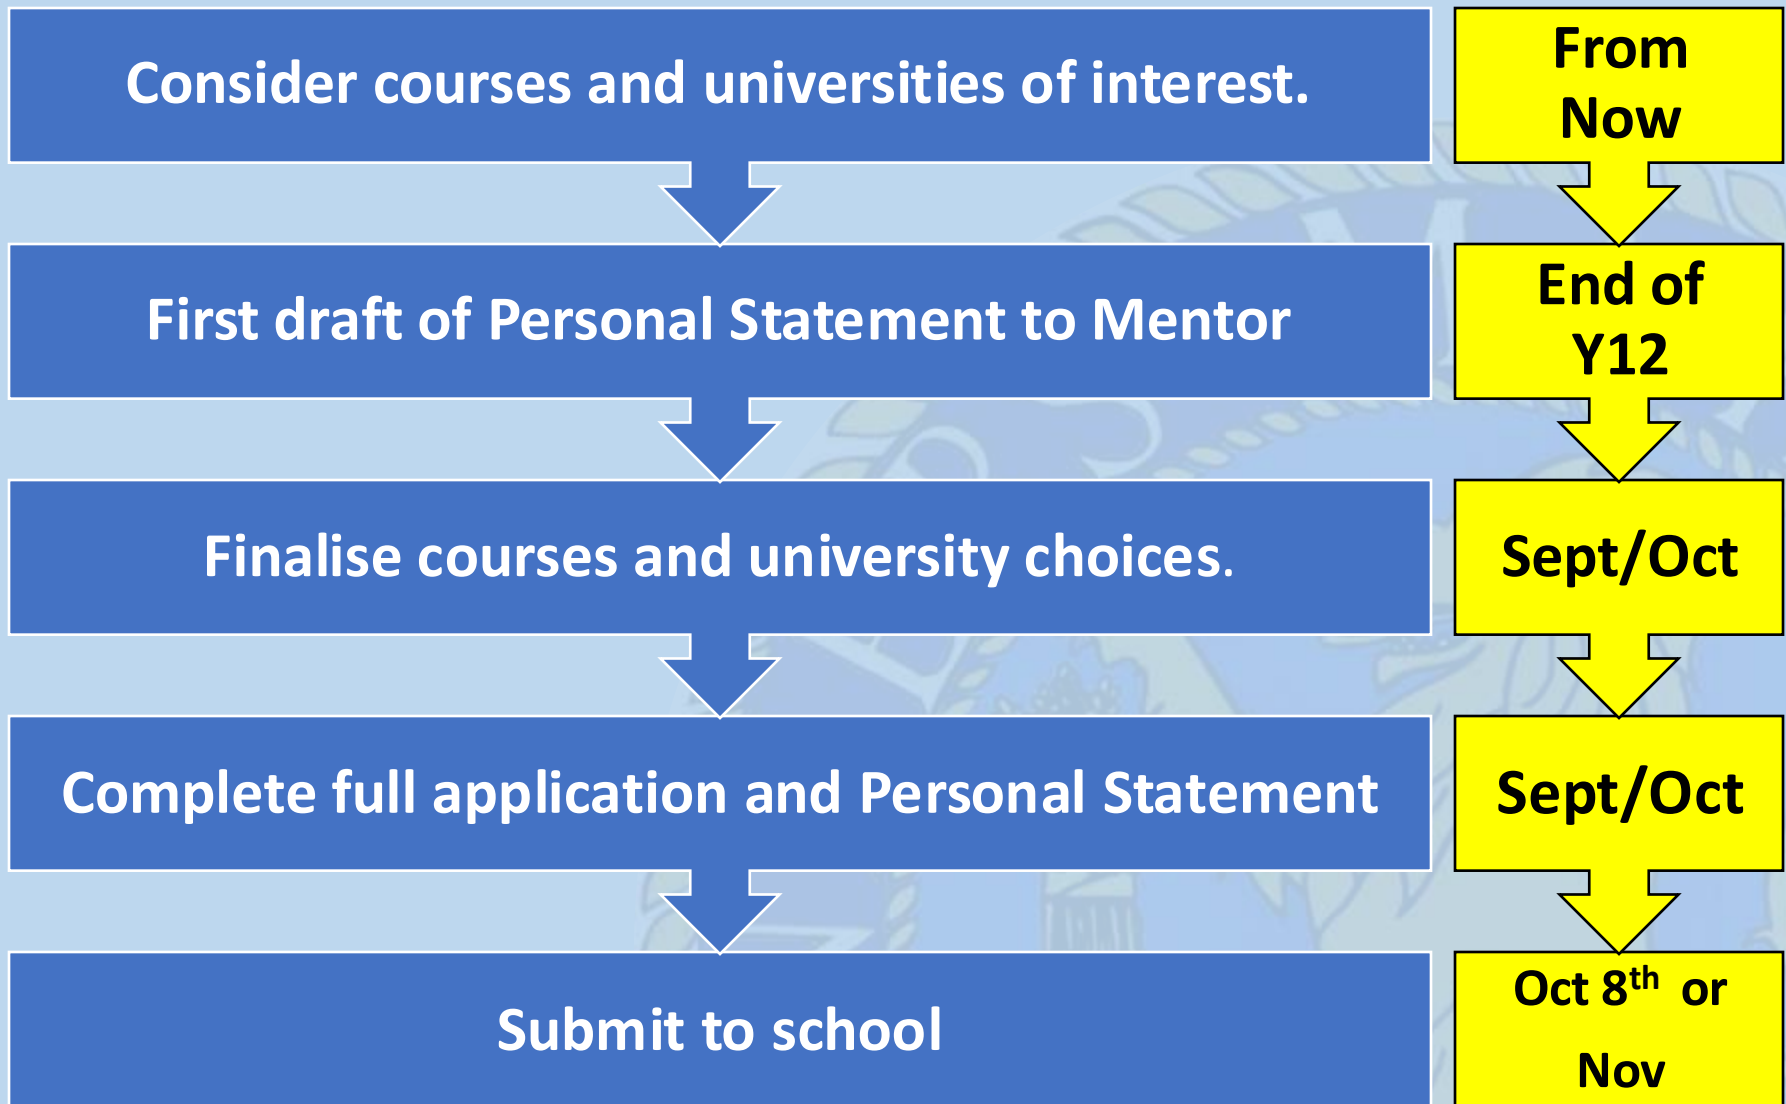 Consider courses and universities of interest.
From
Now
First draft of Personal Statement to Mentor
End of
Y12
Finalise courses and university choices.
Sept/Oct
Complete full application and Personal Statement
Sept/Oct
Submit to school
Oct 8th or
Nov